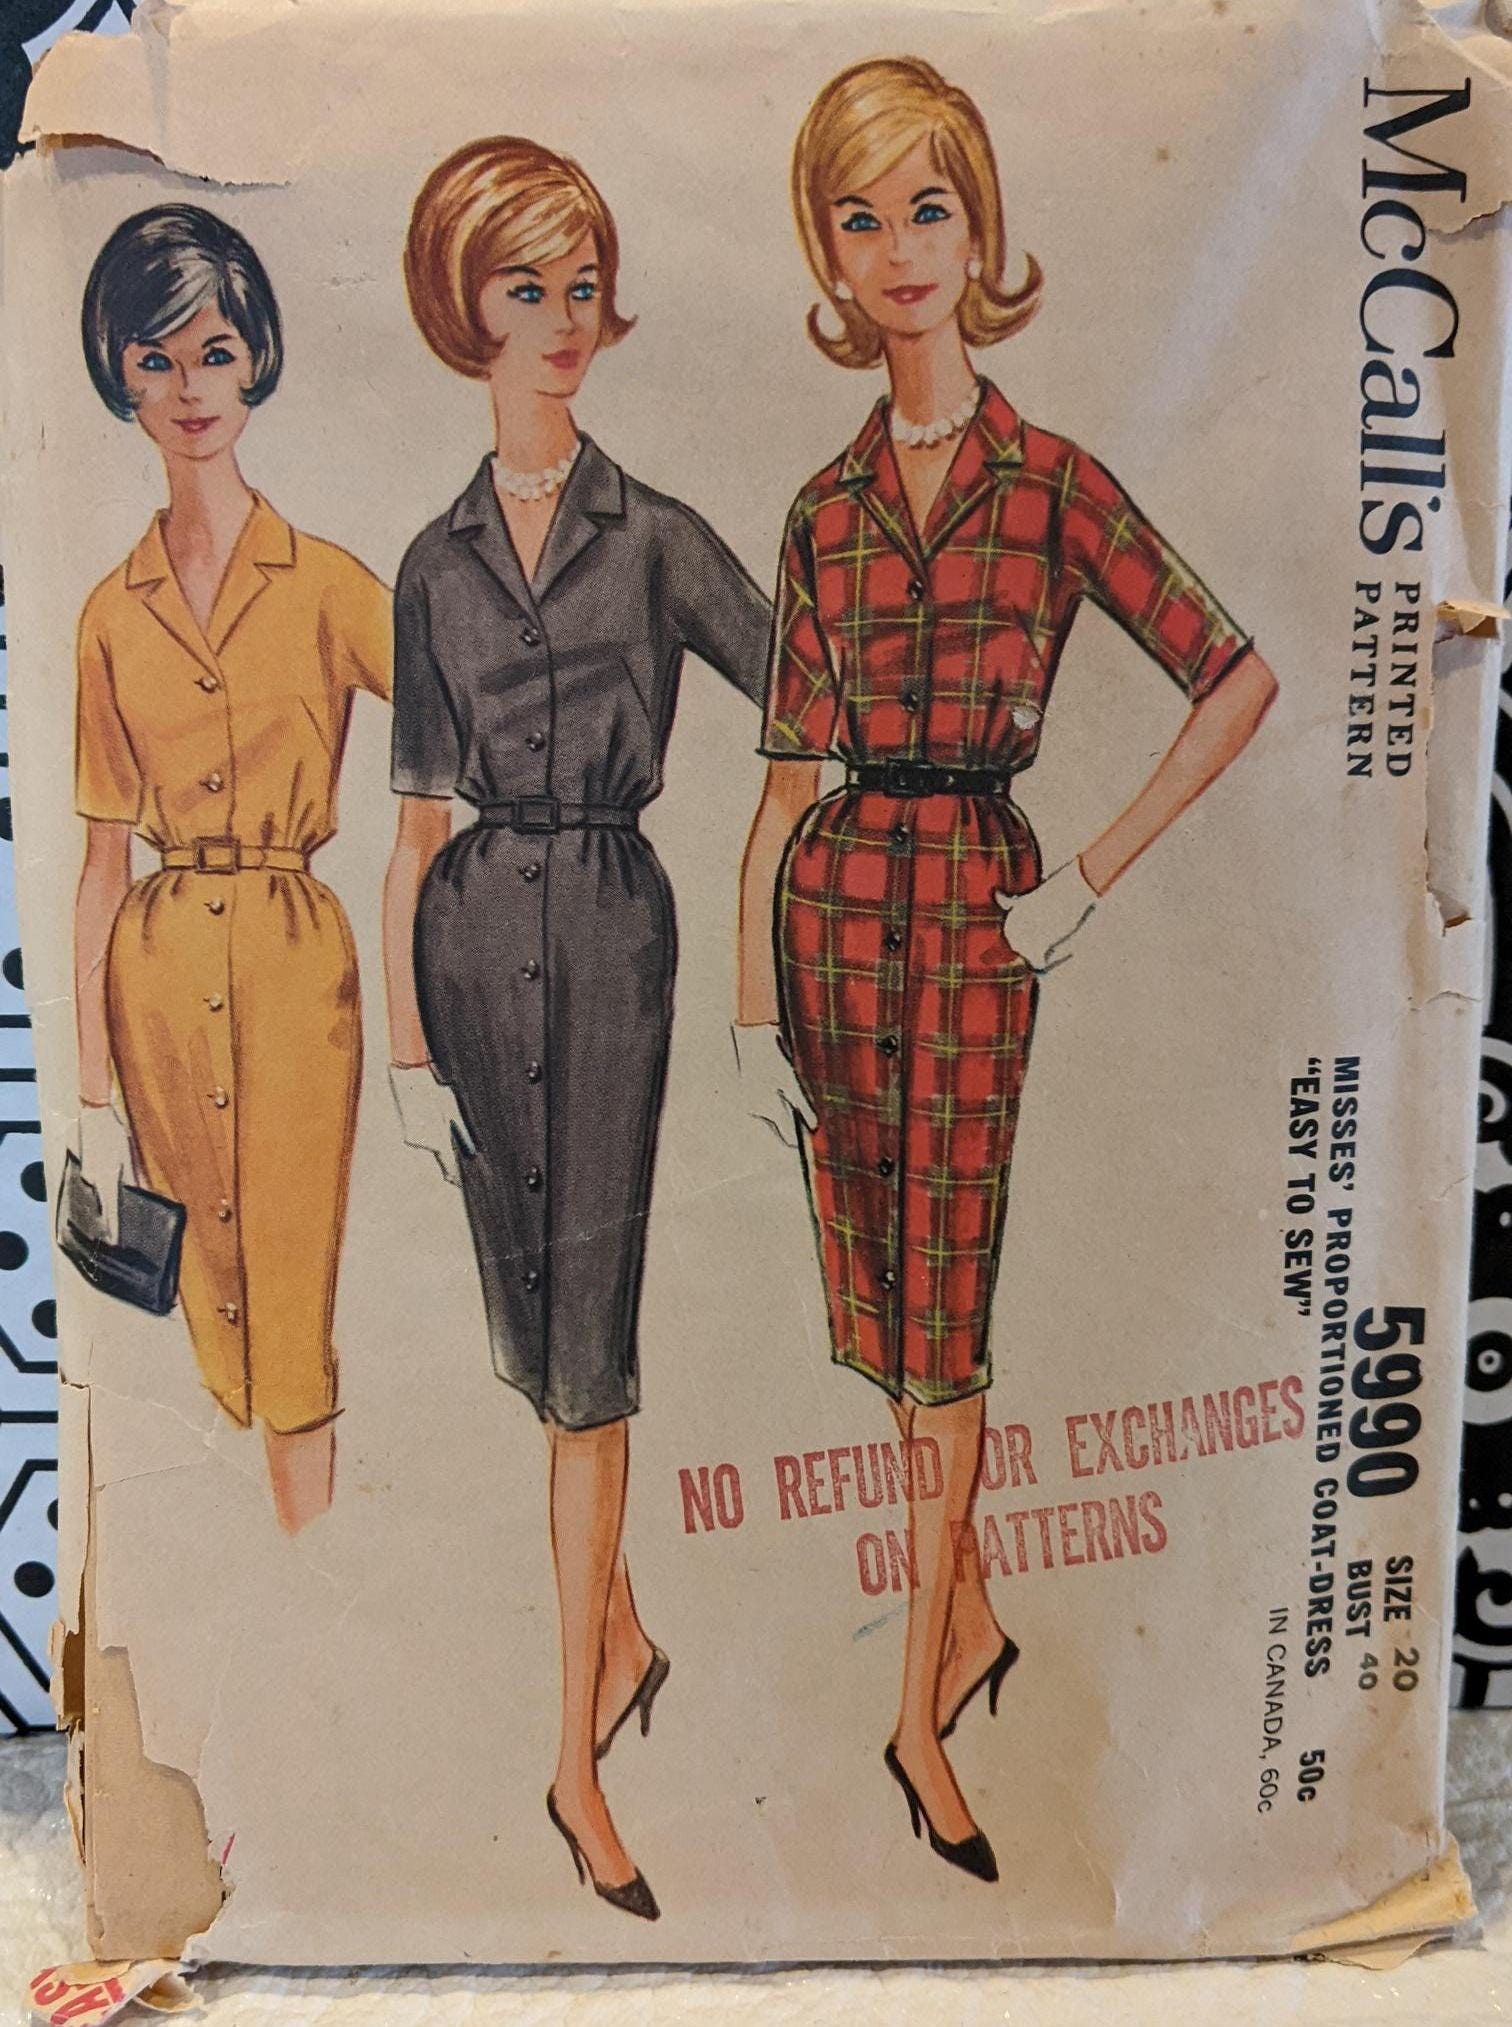 McCall's
PRINTED
PATTERN
5990
SIZE 20
BUST 40
MISSES' PROPORTIONED COAT-DRESS 50c
"EASY TO SEW"
IN CANADA, 60c
NO REFUND OR EXCHANGES
ON PATTERNS